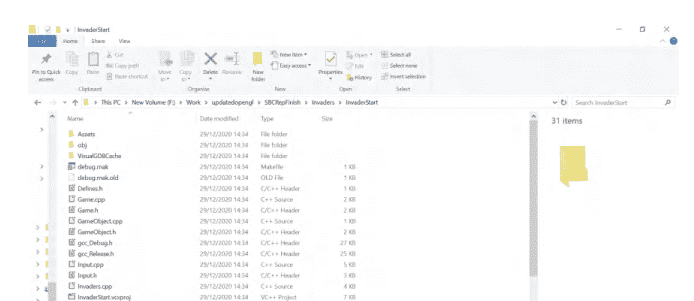 InvaderStart
Home Share View
Pin to Quick access
Copy
Paste
Cut
Copy path
Paste shortcut
Move to
Copy to
Delete
Rename
New folder
New item
Easy access
Properties
Open
Edit
History
Select all
Select none
Invert selection
Clipboard Organise New Open Select
This PC > New Volume (F:) > Work > updatedopengl > SBCRepFinish > Invaders > InvaderStart
Search InvaderStart
Name Date modified Type Size
Assets 29/12/2020 14:34 File folder
obj 29/12/2020 14:34 File folder
VisualGDBCache 29/12/2020 14:34 File folder
debug.mak 29/12/2020 14:34 Makefile 1 KB
debug.mak.old 29/12/2020 14:34 OLD File 1 KB
Defines.h 29/12/2020 14:34 C/C++ Header 1 KB
Game.cpp 29/12/2020 14:34 C++ Source 2 KB
Game.h 29/12/2020 14:34 C/C++ Header 2 KB
GameObject.cpp 29/12/2020 14:34 C++ Source 1 KB
GameObject.h 29/12/2020 14:34 C/C++ Header 2 KB
gcc_Debug.h 29/12/2020 14:34 C/C++ Header 27 KB
gcc_Release.h 29/12/2020 14:34 C/C++ Header 25 KB
Input.cpp 29/12/2020 14:34 C++ Source 5 KB
Input.h 29/12/2020 14:34 C/C++ Header 3 KB
Invaders.cpp 29/12/2020 14:34 C++ Source 4 KB
InvaderStart.vcxproj 29/12/2020 14:34 VC++ Project 7 KB
31 items